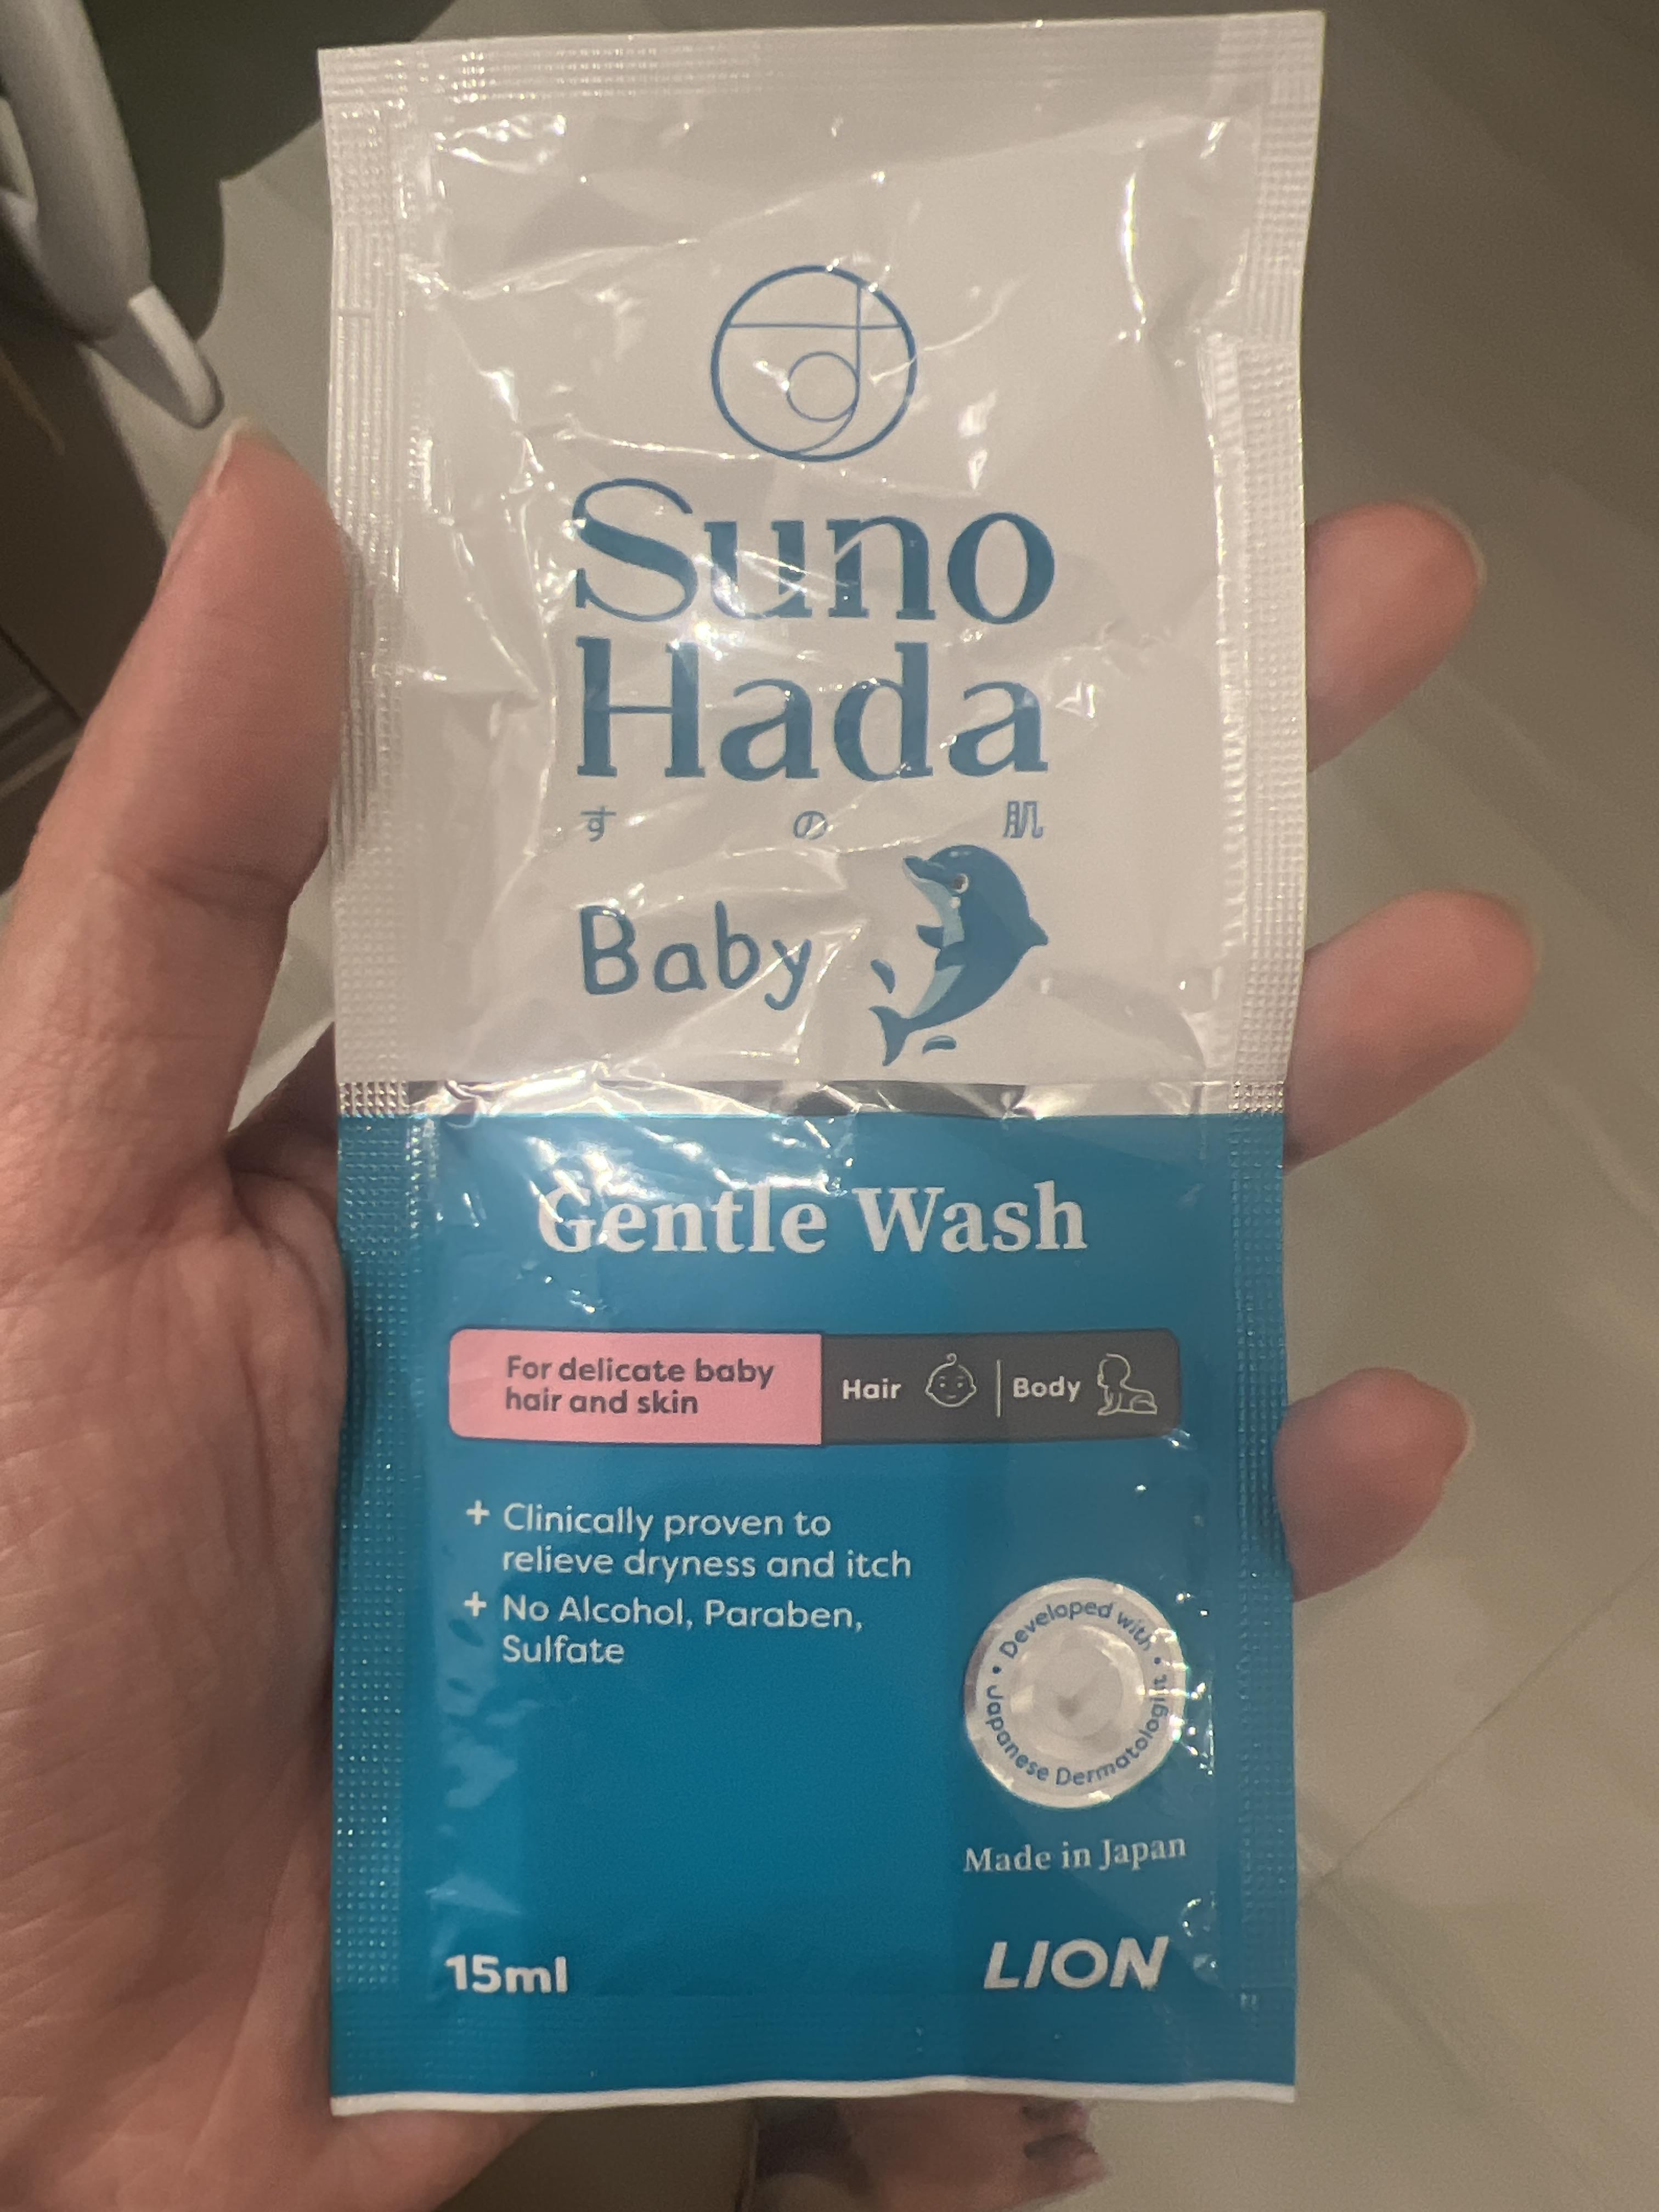 Suno
Hada
すの肌
Baby
Gentle Wash
For delicate baby
hair and skin
Hair | Body
+ Clinically proven to
relieve dryness and itch
+ No Alcohol, Paraben,
Sulfate
• Developed with •
Japanese Dermatologist
Made in Japan
15ml
LION